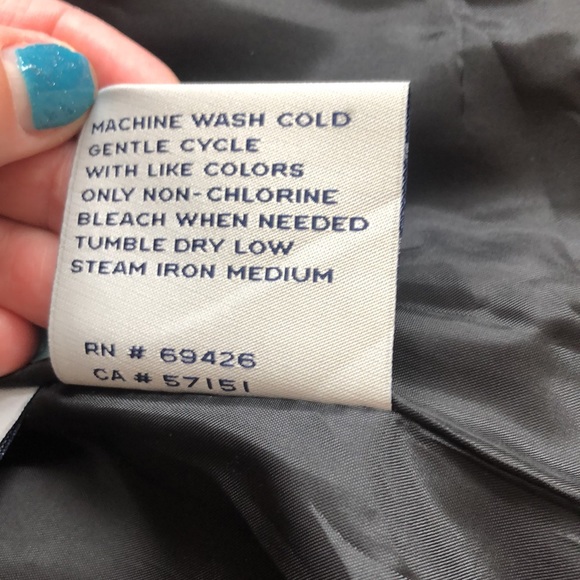 MACHINE WASH COLD
GENTLE CYCLE
WITH LIKE COLORS
ONLY NON-CHLORINE
BLEACH WHEN NEEDED
TUMBLE DRY LOW
STEAM IRON MEDIUM
RN # 69426
CA # 57151